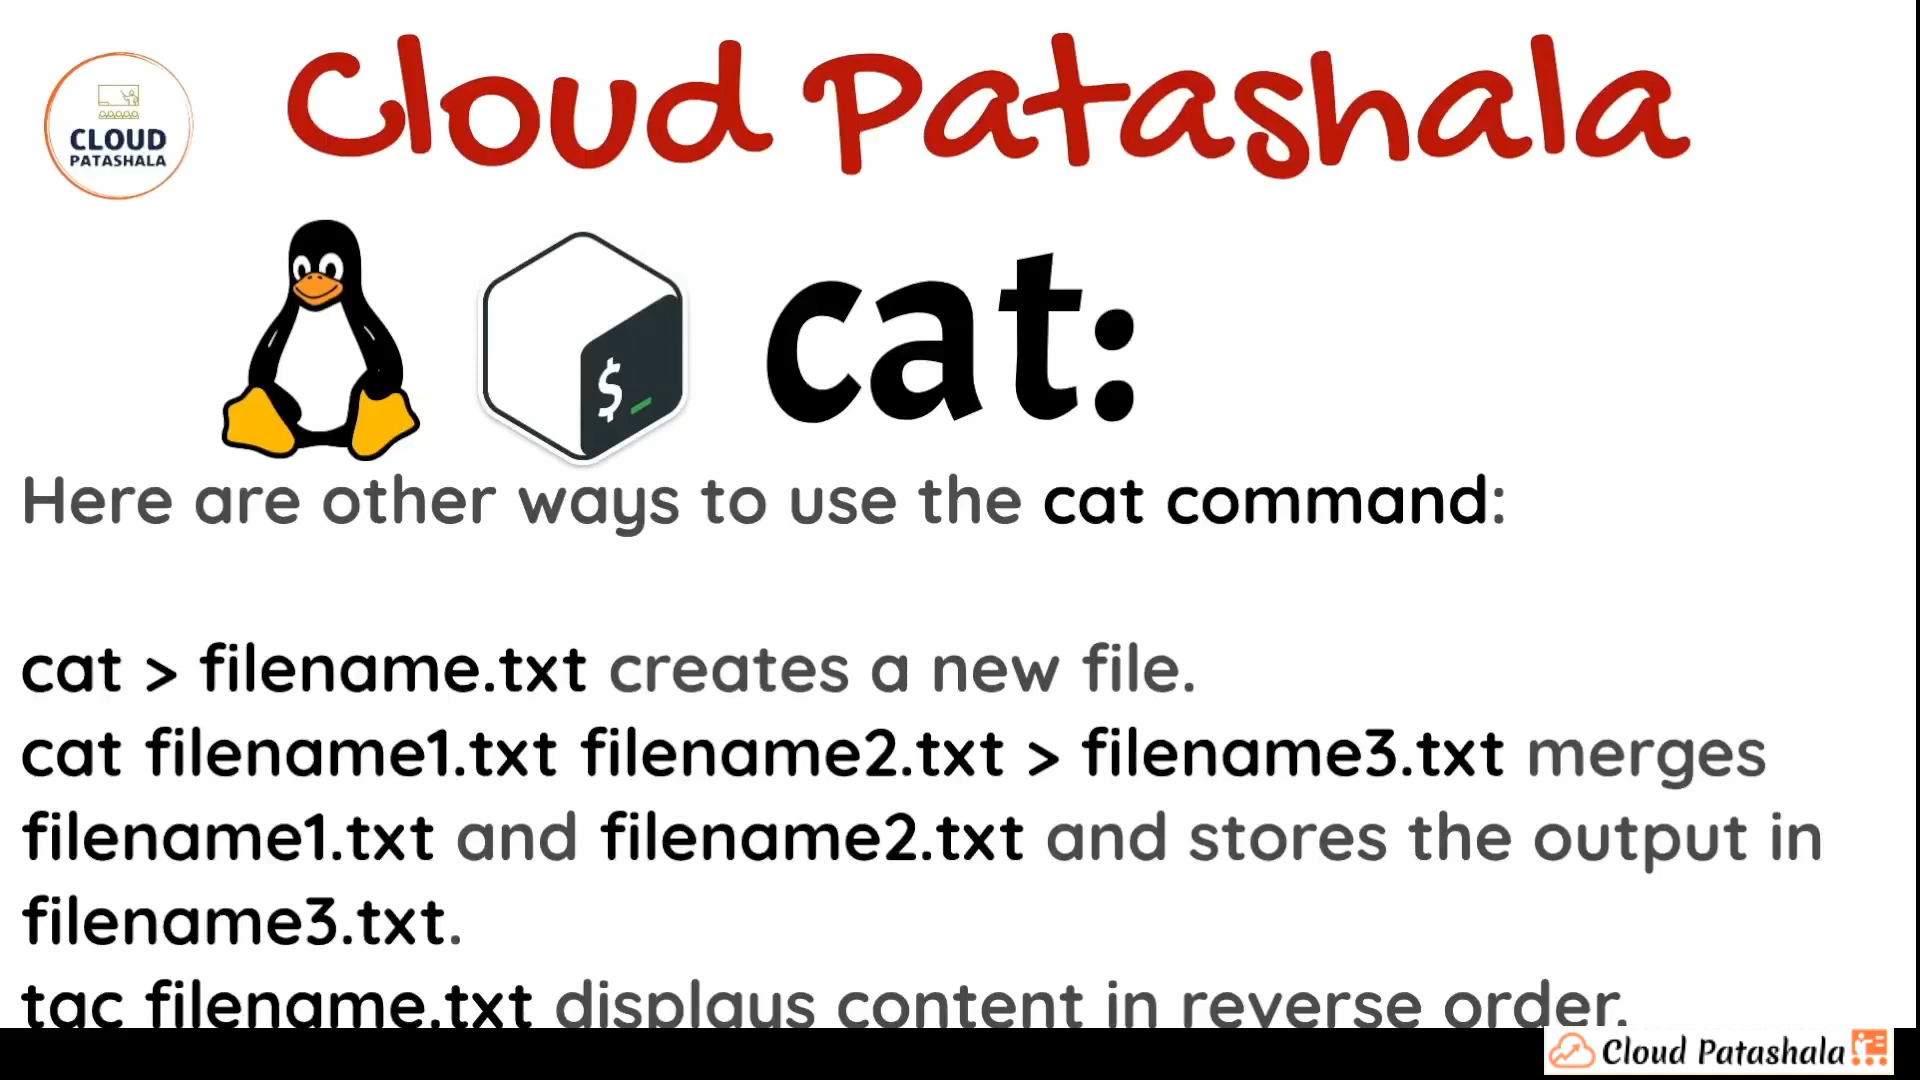 Cloud Patashala
CLOUD
PATASHALA
$_
cat:
Here are other ways to use the cat command:
cat > filename.txt creates a new file.
cat filename1.txt filename2.txt > filename3.txt merges
filename1.txt and filename2.txt and stores the output in
filename3.txt.
tac filename.txt displays content in reverse order.
Cloud Patashala